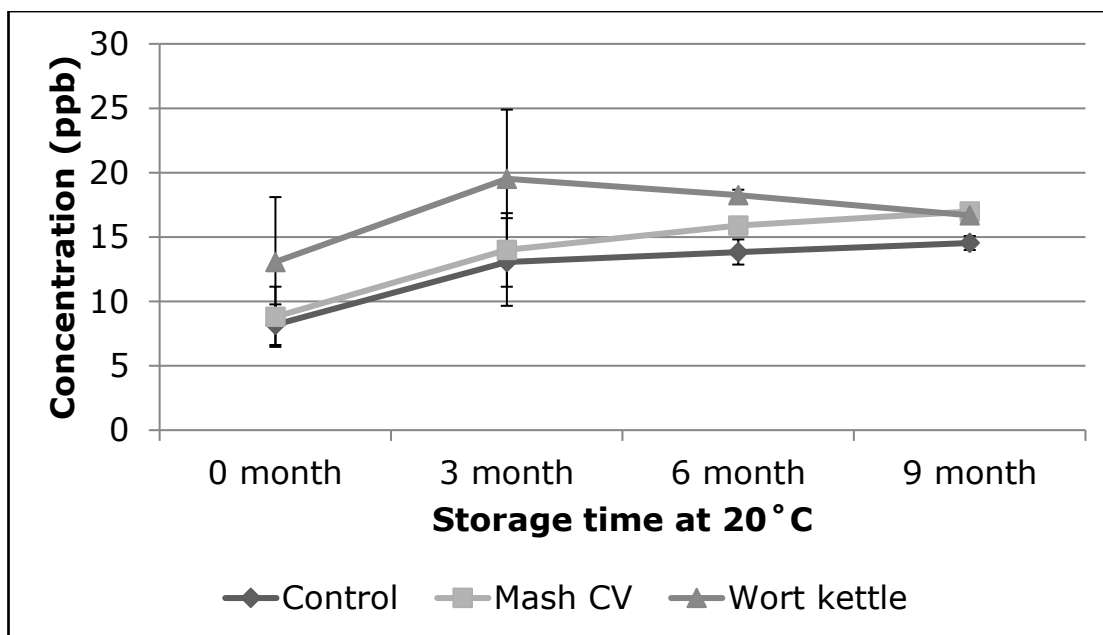 Concentration (ppb)
30
25
20
15
10
5
0
0 month 3 month 6 month 9 month
Storage time at 20˚C
Control Mash CV Wort kettle